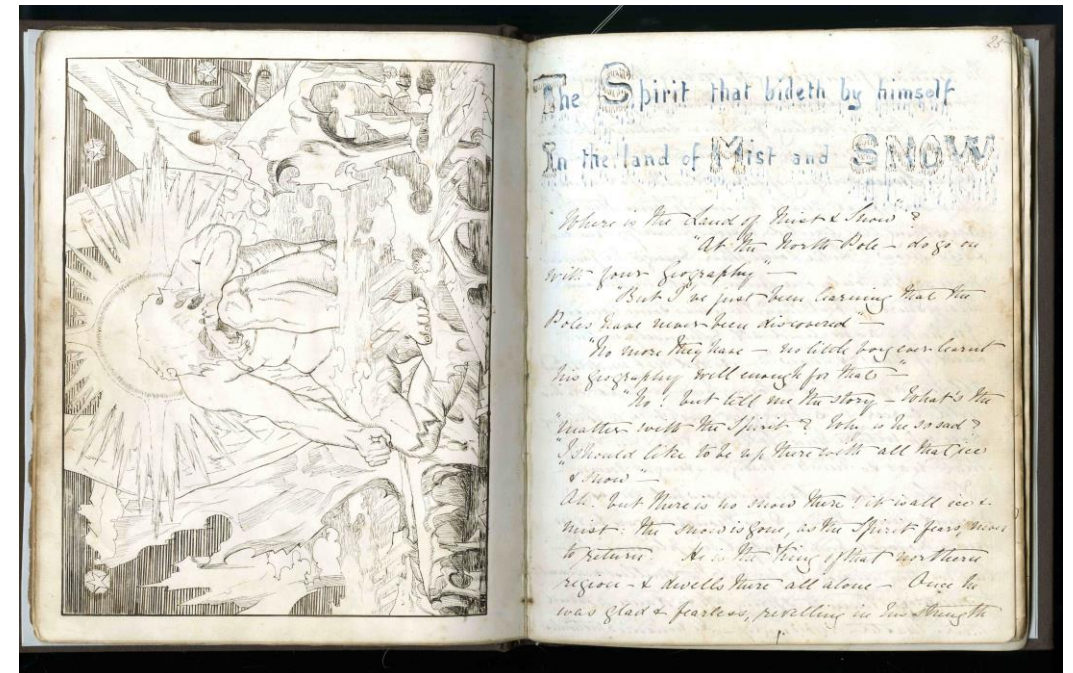 25
The Spirit that bideth by himself
In the land of Mist and SNOW
"Where is the Land of Mist & Snow"?
"At the North Pole – do go on
with your geography" –
"But I've just been learning that the
Poles have never been discovered" –
"No more they have – no little boy ever learnt
his geography well enough for that –
"No! but tell me the story – What's the
"matter with the Spirit? Why is he so sad?
"I should like to be up there with all that ice
& snow" –
Ah! but there is no snow there! it is all ice &
mist: the snow is gone, as the Spirit fears, never
to return He is the King of that northern
region – & dwells there all alone – Once he
was glad & fearless, revelling in his strength